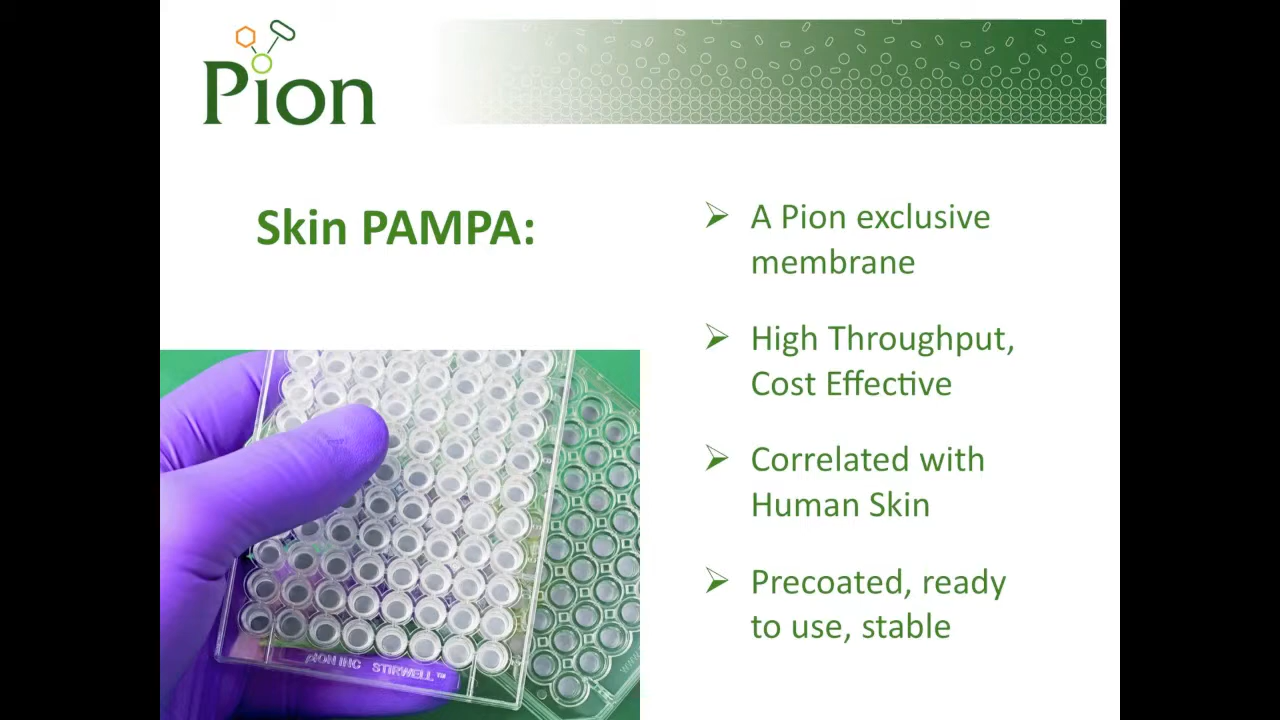 Pion
Skin PAMPA:
A Pion exclusive
membrane
High Throughput,
Cost Effective
Correlated with
Human Skin
Precoated, ready
to use, stable
pION INC STIRWELL™